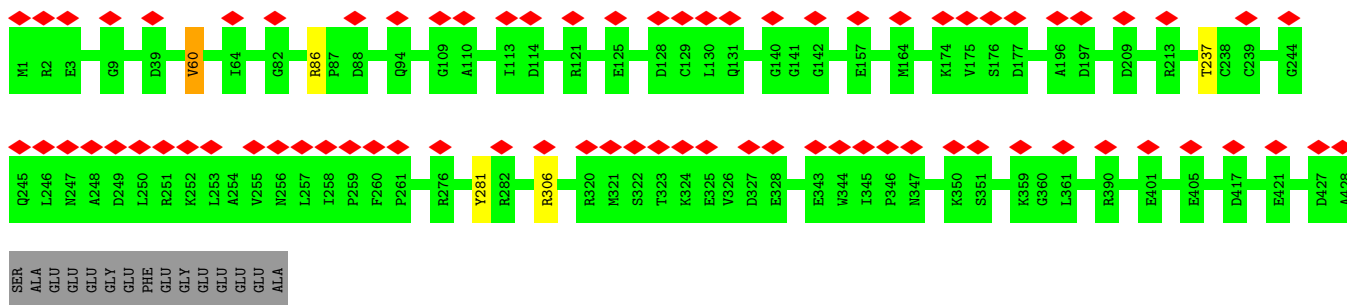 M1 R2 E3 G9 D39 V60 I64 G82 R86 P87 D88 Q94 G109 A110 I113 D114 R121 E125 D128 C129 L130 Q131 G140 G141 G142 E157 M164 K174 V175 S176 D177 A196 D197 D209 R213 T237 C238 C239 G244
Q245 L246 N247 A248 D249 L250 R251 K252 L253 A254 V255 N256 L257 I258 P259 F260 P261 R276 Y281 R282 R306 R320 M321 S322 T323 K324 E325 V326 D327 E328 E343 W344 I345 P346 N347 K350 S351 K359 G360 L361 R390 E401 E405 D417 E421 D427 A428
SER ALA GLU GLU GLU GLY GLU PHE GLU GLY GLU GLU GLU GLU ALA